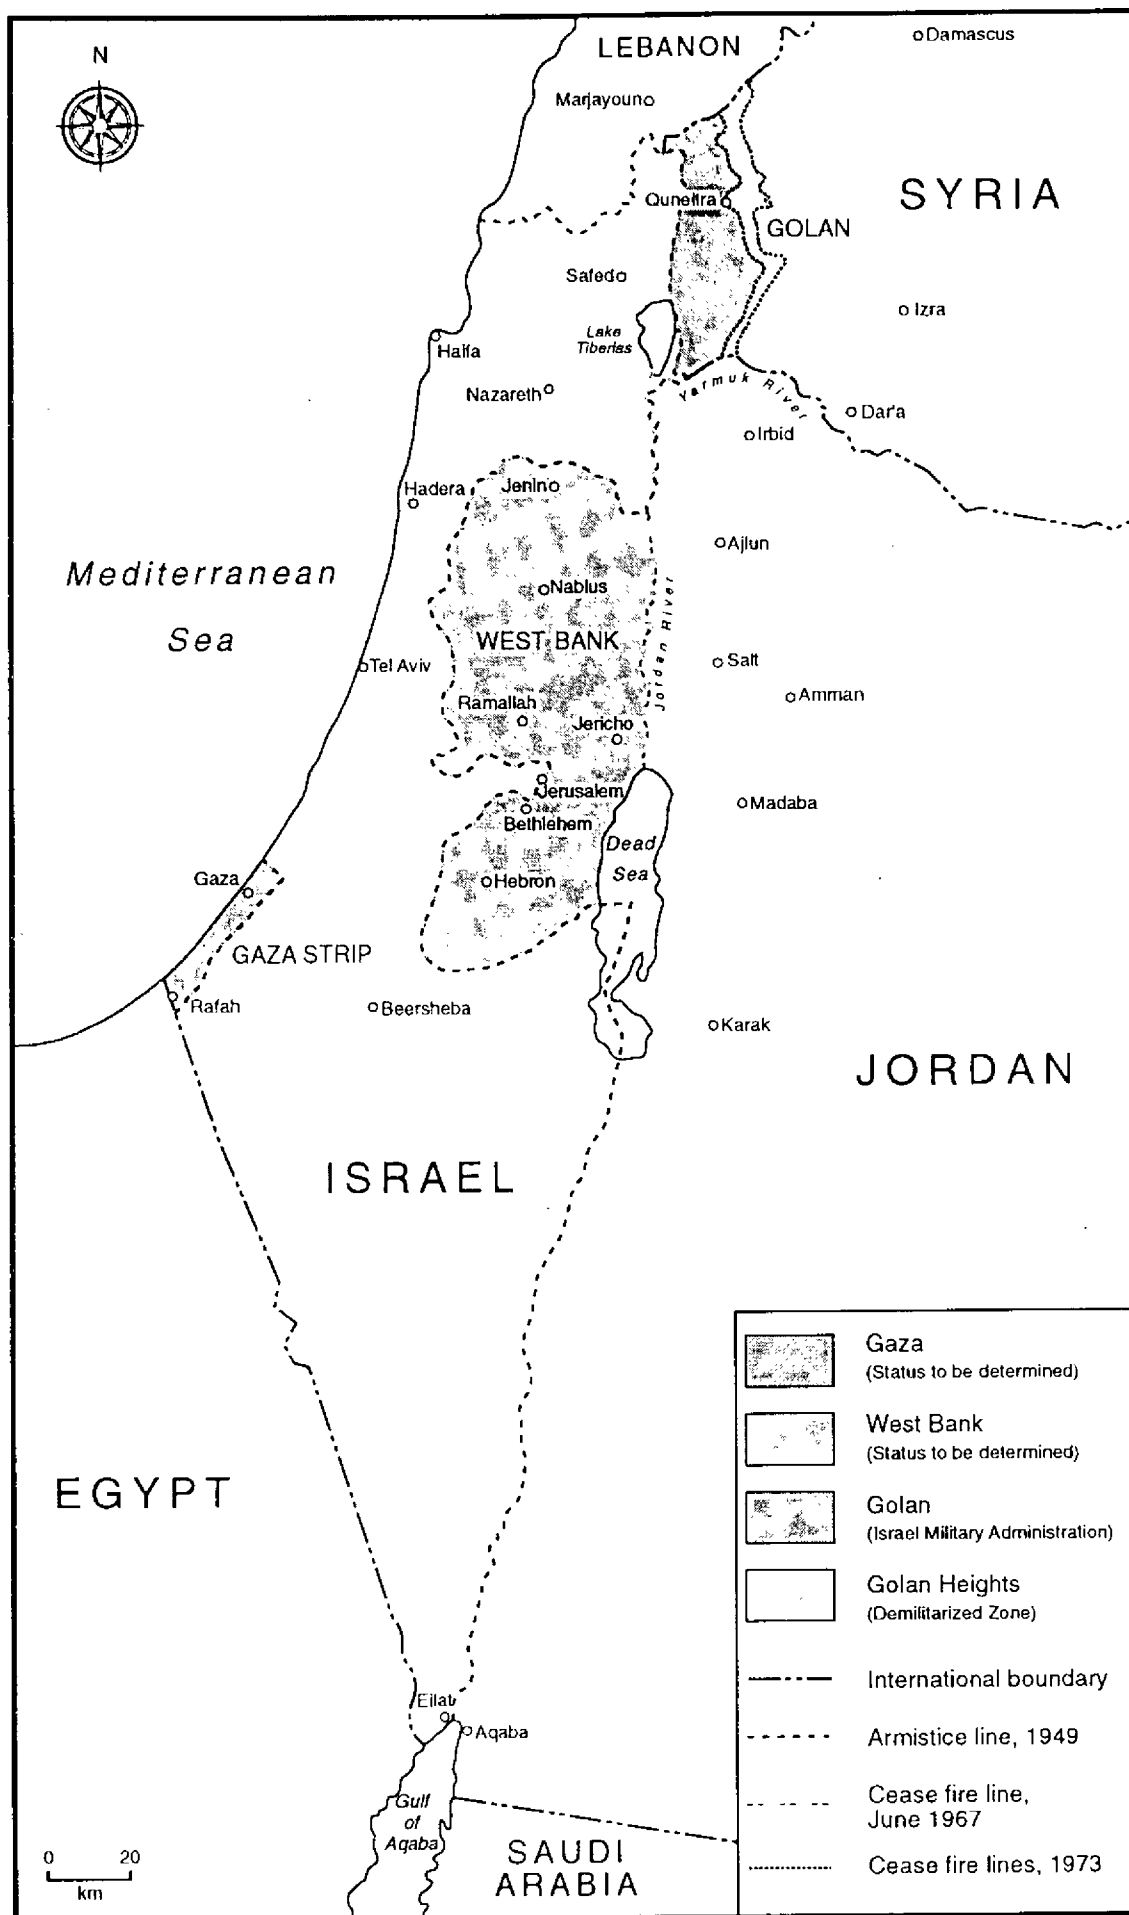 N
LEBANON
Damascus
Marjayoun
SYRIA
Quneitra
GOLAN
Safed
Izra
Lake
Tiberias
Haifa
Nazareth
Yarmuk River
Dar'a
Irbid
Hadera
Jenin
Ajlun
Mediterranean
Sea
Nablus
Jordan River
WEST BANK
Tel Aviv
Salt
Amman
Ramallah
Jericho
Jerusalem
Madaba
Bethlehem
Dead
Sea
Gaza
Hebron
GAZA STRIP
Rafah
Beersheba
Karak
JORDAN
ISRAEL
EGYPT
Eilat
Aqaba
Gulf
of
Aqaba
SAUDI
ARABIA
0 20
km
Gaza
(Status to be determined)
West Bank
(Status to be determined)
Golan
(Israel Military Administration)
Golan Heights
(Demilitarized Zone)
International boundary
Armistice line, 1949
Cease fire line,
June 1967
Cease fire lines, 1973